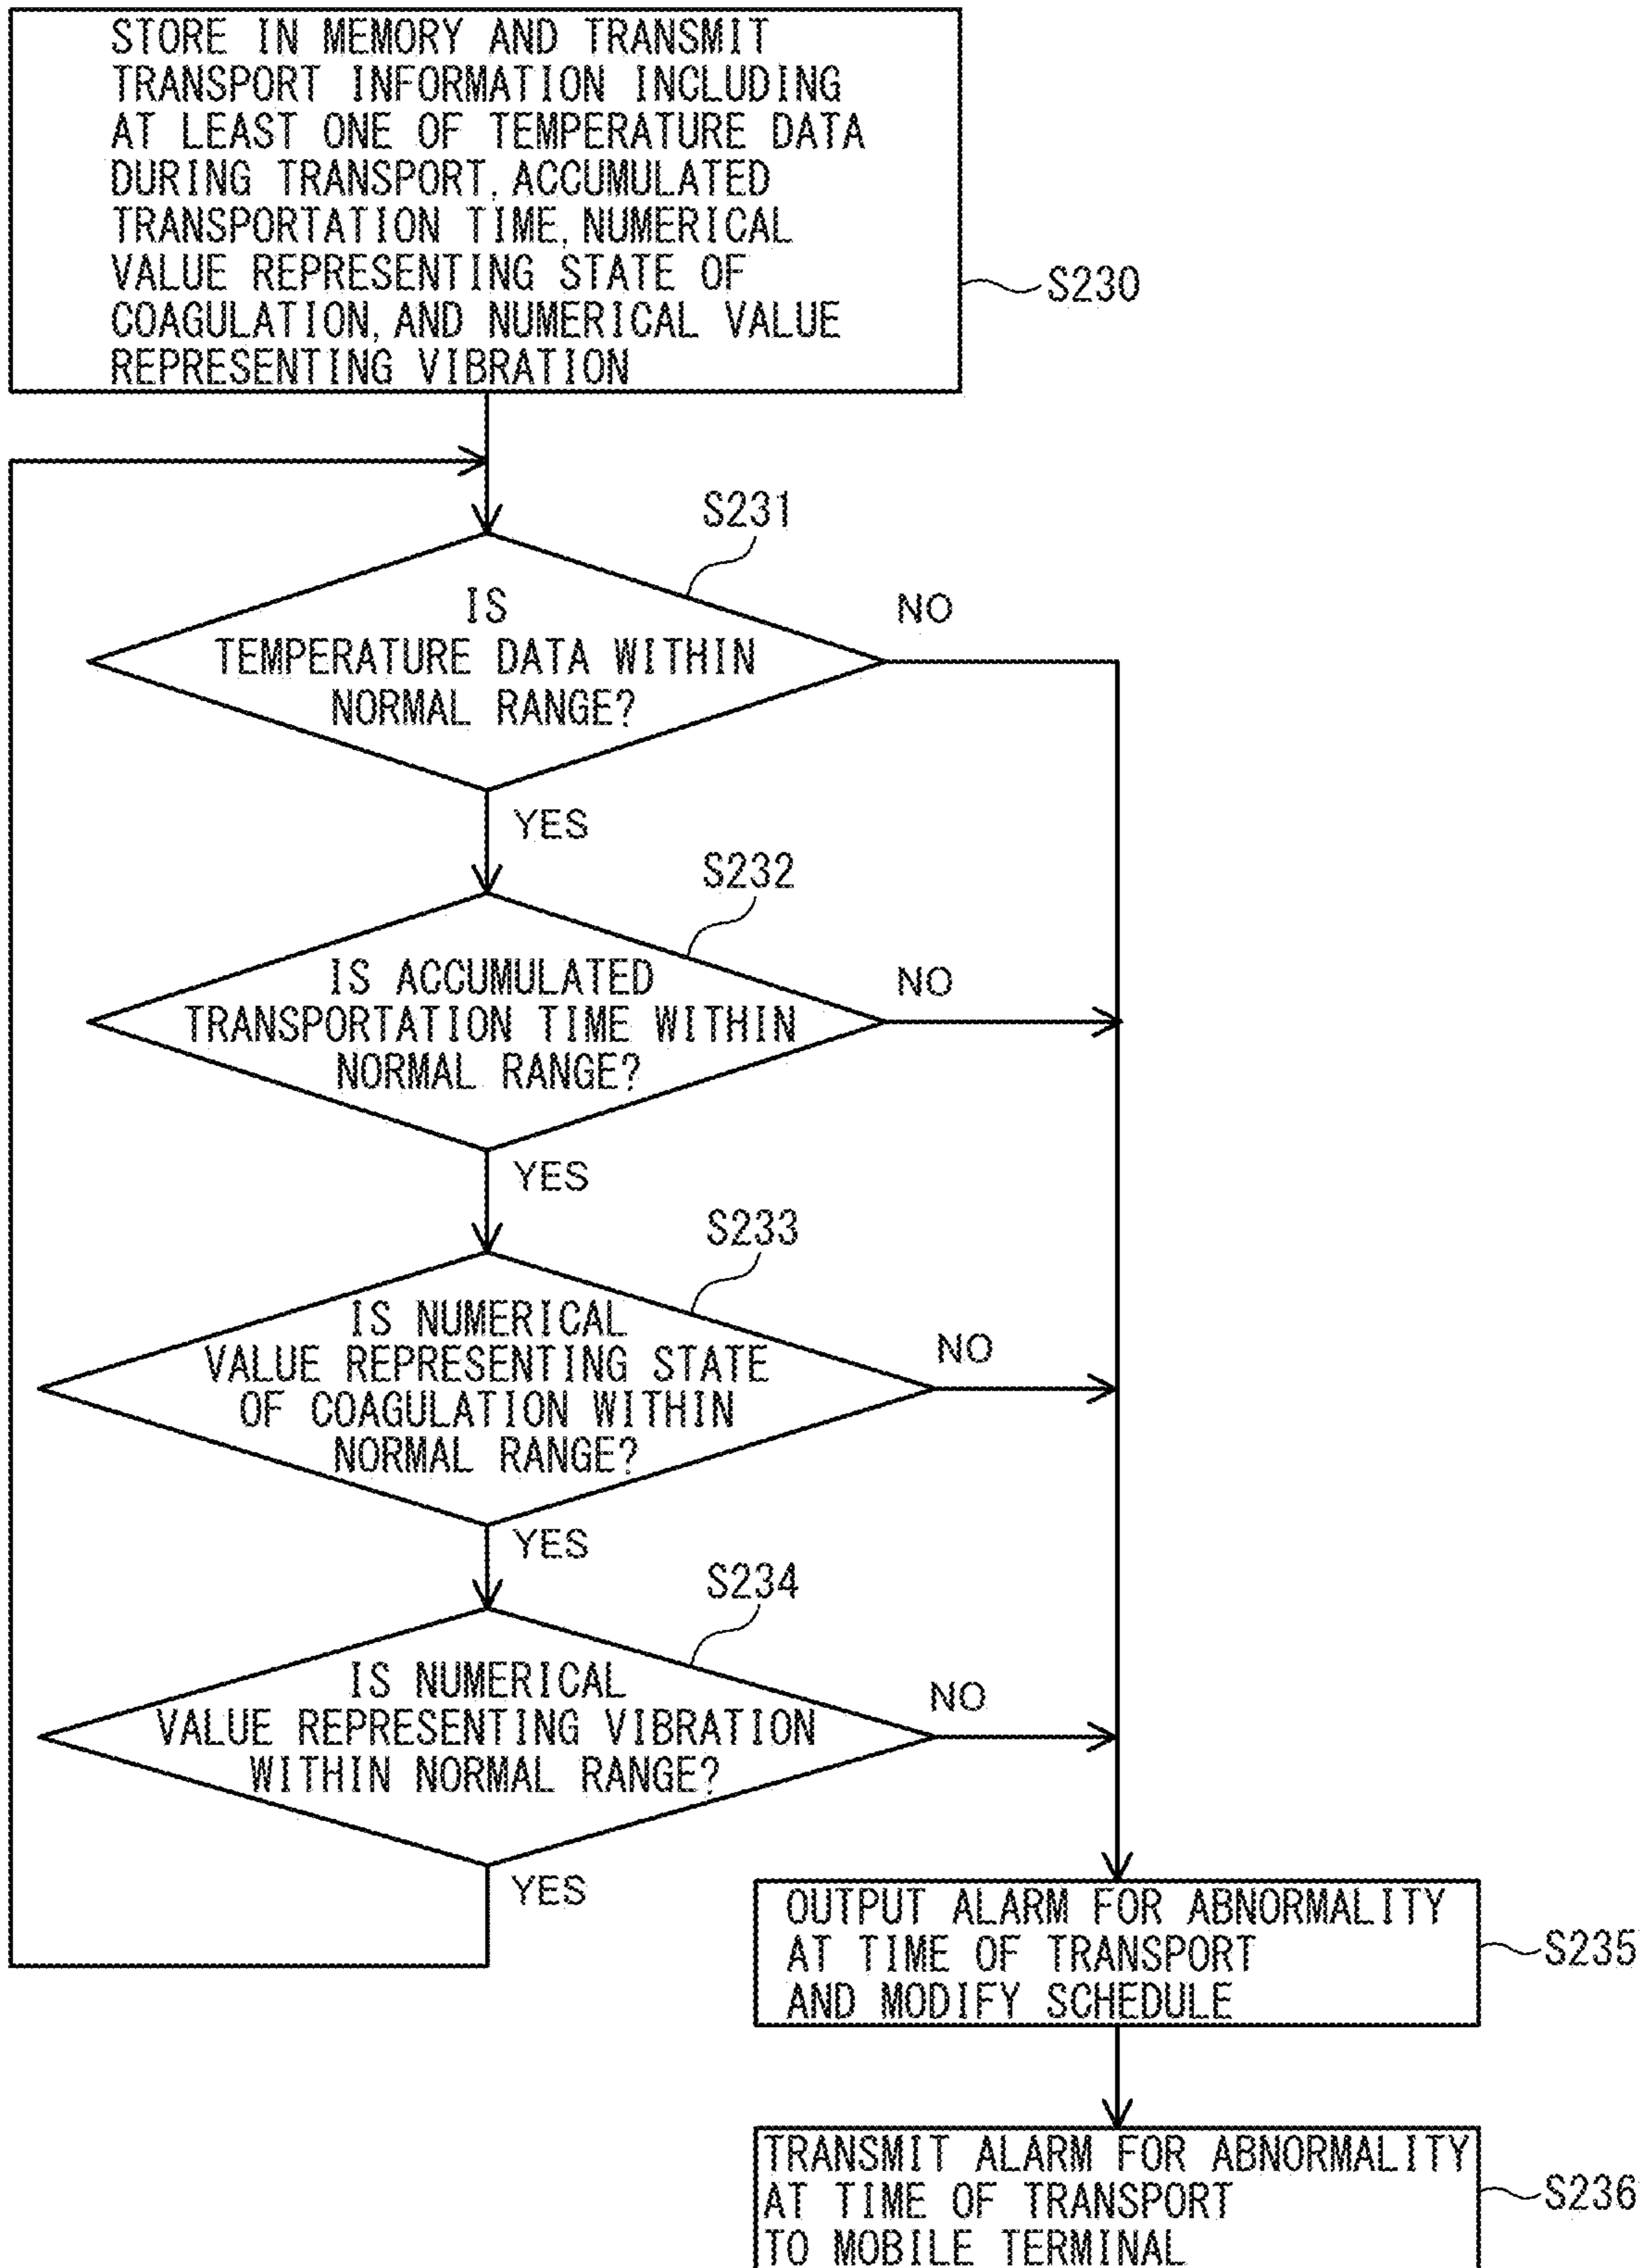 STORE IN MEMORY AND TRANSMIT
TRANSPORT INFORMATION INCLUDING
AT LEAST ONE OF TEMPERATURE DATA
DURING TRANSPORT, ACCUMULATED
TRANSPORTATION TIME, NUMERICAL
VALUE REPRESENTING STATE OF
COAGULATION, AND NUMERICAL VALUE
REPRESENTING VIBRATION
S230
S231
IS
TEMPERATURE DATA WITHIN
NORMAL RANGE?
NO
YES
S232
IS ACCUMULATED
TRANSPORTATION TIME WITHIN
NORMAL RANGE?
NO
YES
S233
IS NUMERICAL
VALUE REPRESENTING STATE
OF COAGULATION WITHIN
NORMAL RANGE?
NO
YES
S234
IS NUMERICAL
VALUE REPRESENTING VIBRATION
WITHIN NORMAL RANGE?
NO
YES
OUTPUT ALARM FOR ABNORMALITY
AT TIME OF TRANSPORT
AND MODIFY SCHEDULE
S235
TRANSMIT ALARM FOR ABNORMALITY
AT TIME OF TRANSPORT
TO MOBILE TERMINAL
S236